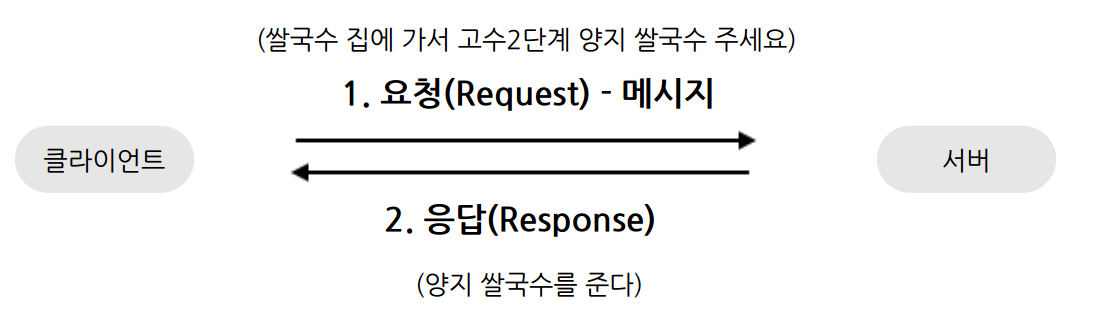 (쌀국수 집에 가서 고수2단계 양지 쌀국수 주세요)
1. 요청(Request) - 메시지
클라이언트
서버
2. 응답(Response)
(양지 쌀국수를 준다)